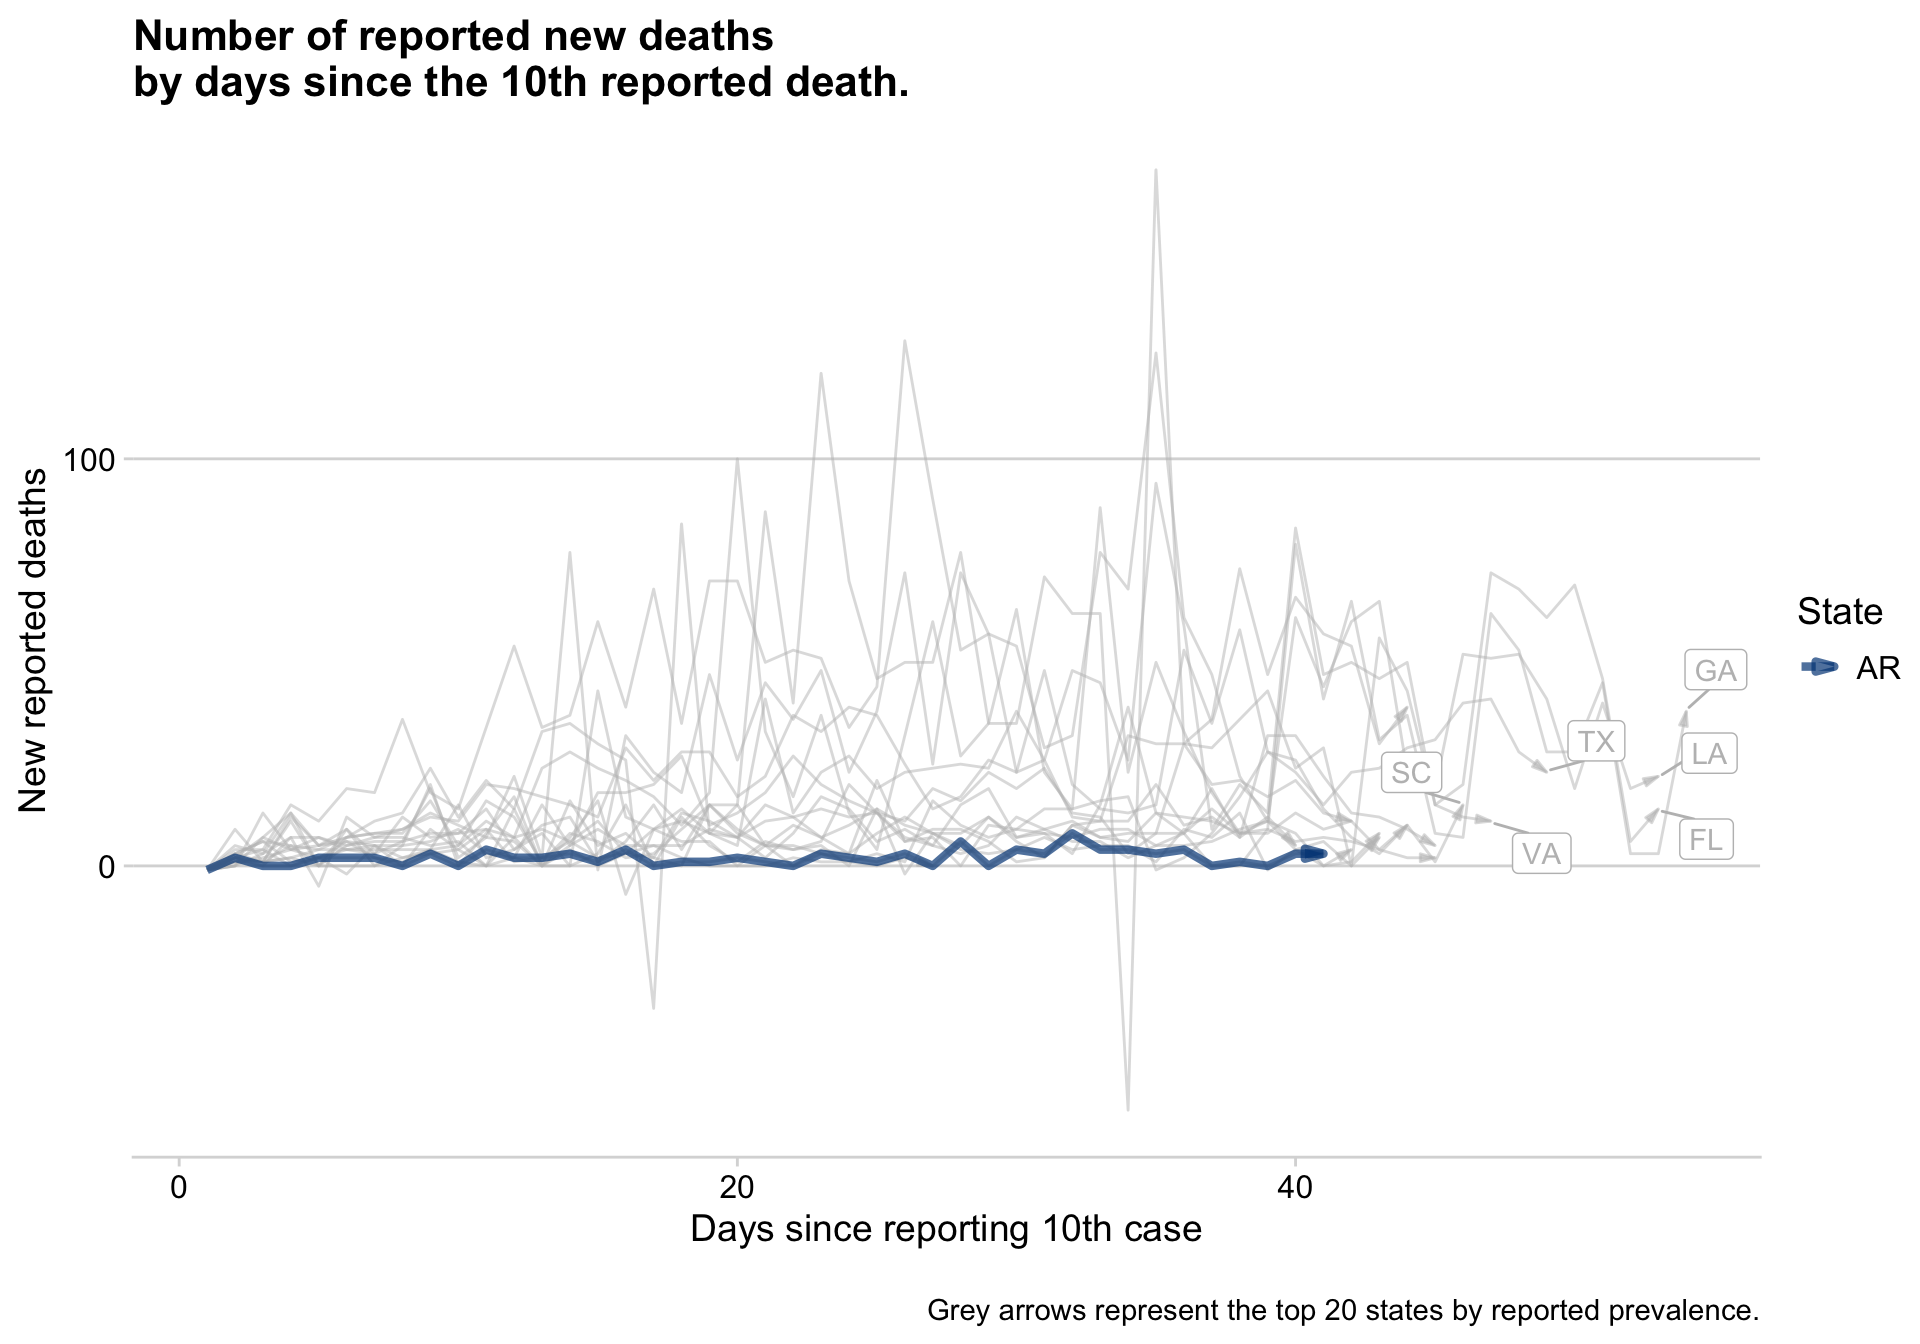 Number of reported new deaths
by days since the 10th reported death.
New reported deaths
100
0
0
20
40
Days since reporting 10th case
GA
TX
LA
SC
FL
VA
State
AR
Grey arrows represent the top 20 states by reported prevalence.